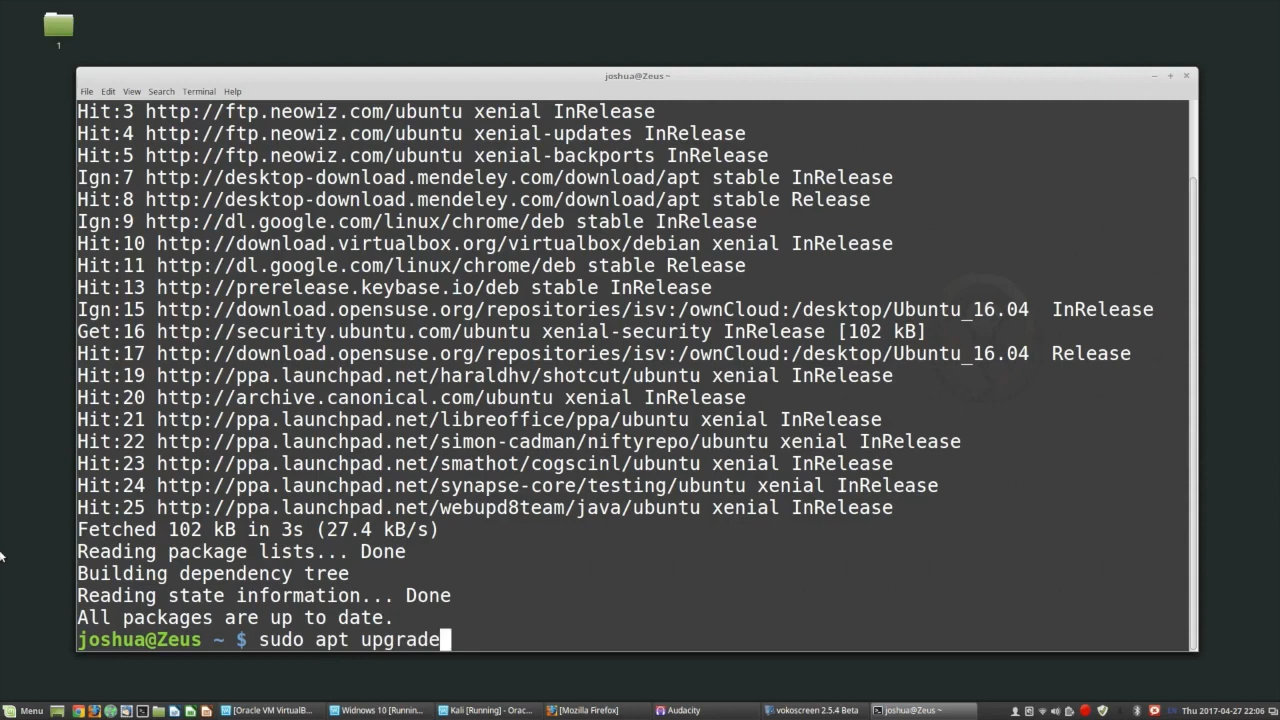 1
joshua@Zeus ~
File Edit View Search Terminal Help
Hit:3 http://ftp.neowiz.com/ubuntu xenial InRelease
Hit:4 http://ftp.neowiz.com/ubuntu xenial-updates InRelease
Hit:5 http://ftp.neowiz.com/ubuntu xenial-backports InRelease
Ign:7 http://desktop-download.mendeley.com/download/apt stable InRelease
Hit:8 http://desktop-download.mendeley.com/download/apt stable Release
Ign:9 http://dl.google.com/linux/chrome/deb stable InRelease
Hit:10 http://download.virtualbox.org/virtualbox/debian xenial InRelease
Hit:11 http://dl.google.com/linux/chrome/deb stable Release
Hit:13 http://prerelease.keybase.io/deb stable InRelease
Ign:15 http://download.opensuse.org/repositories/isv:/ownCloud:/desktop/Ubuntu_16.04  InRelease
Get:16 http://security.ubuntu.com/ubuntu xenial-security InRelease [102 kB]
Hit:17 http://download.opensuse.org/repositories/isv:/ownCloud:/desktop/Ubuntu_16.04  Release
Hit:19 http://ppa.launchpad.net/haraldhv/shotcut/ubuntu xenial InRelease
Hit:20 http://archive.canonical.com/ubuntu xenial InRelease
Hit:21 http://ppa.launchpad.net/libreoffice/ppa/ubuntu xenial InRelease
Hit:22 http://ppa.launchpad.net/simon-cadman/niftyrepo/ubuntu xenial InRelease
Hit:23 http://ppa.launchpad.net/smathot/cogscinl/ubuntu xenial InRelease
Hit:24 http://ppa.launchpad.net/synapse-core/testing/ubuntu xenial InRelease
Hit:25 http://ppa.launchpad.net/webupd8team/java/ubuntu xenial InRelease
Fetched 102 kB in 3s (27.4 kB/s)
Reading package lists... Done
Building dependency tree
Reading state information... Done
All packages are up to date.
joshua@Zeus ~ $ sudo apt upgrade
Menu [Oracle VM VirtualB... Widnows 10 [Runnin... Kali [Running] - Orac... [Mozilla Firefox] Audacity vokoscreen 2.5.4 Beta joshua@Zeus ~ Thu 2017-04-27 22:06